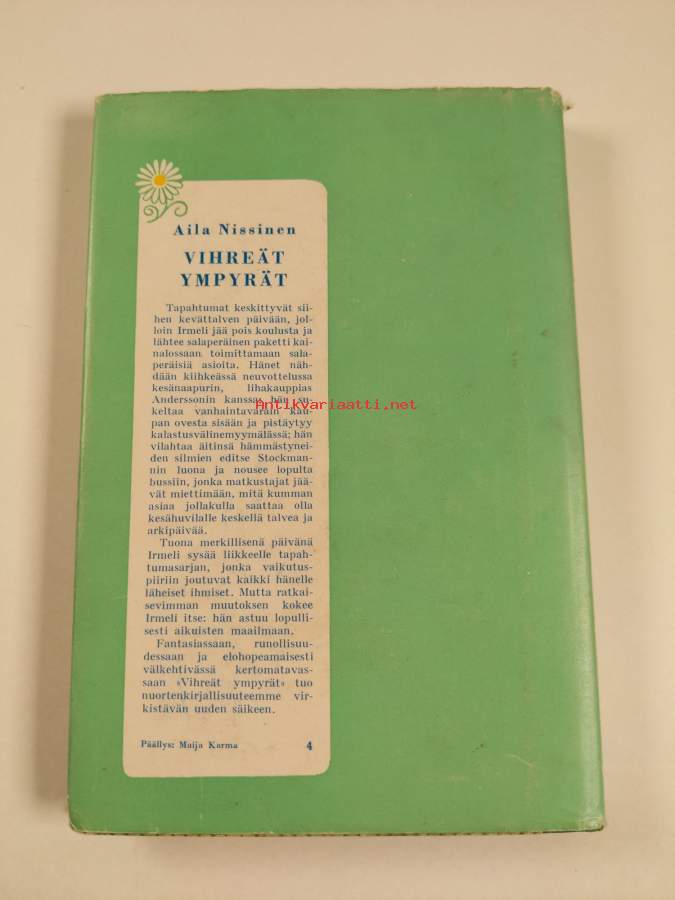 Aila Nissinen
VIHREÄT
YMPYRÄT
Tapahtumat keskittyvät sii-
hen kevättalven päivään, jol-
loin Irmeli jää pois koulusta ja
lähtee salaperäinen paketti kai-
nalossaan toimittamaan sala-
peräisiä asioita. Hänet näh-
dään kiihkeässä neuvottelussa
kesänaapurin, lihakauppias
Anderssonin kanssa; hän su-
keltaa vanhaintavarain kau-
Antikvariaatti.net
pan ovesta sisään ja pistäytyy
kalastusvälinemyymälässä; hän
vilahtaa äitinsä hämmästynei-
den silmien editse Stockman-
nin luona ja nousee lopulta
bussiin, jonka matkustajat jää-
vät miettimään, mitä kumman
asiaa jollakulla saattaa olla
kesähuvilalle keskellä talvea ja
arkipäivää.
Tuona merkillisenä päivänä
Irmeli sysää liikkeelle tapah-
tumasarjan, jonka vaikutus-
piiriin joutuvat kaikki hänelle
läheiset ihmiset. Mutta ratkai-
sevimman muutoksen kokee
Irmeli itse: hän astuu lopulli-
sesti aikuisten maailmaan.
Fantasiassaan, runollisuu-
dessaan ja elohopeamaisesti
välkehtivässä kertomatavas-
saan »Vihreät ympyrät» tuo
nuortenkirjallisuuteemme vir-
kistävän uuden säikeen.
Päällys: Maija Karma 4